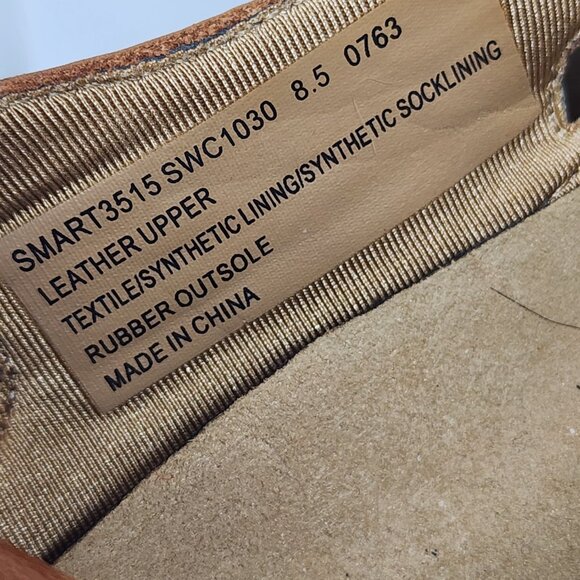 SMART3515 SWC1030 8.5 0763
LEATHER UPPER
TEXTILE/SYNTHETIC LINING/SYNTHETIC SOCKLINING
RUBBER OUTSOLE
MADE IN CHINA